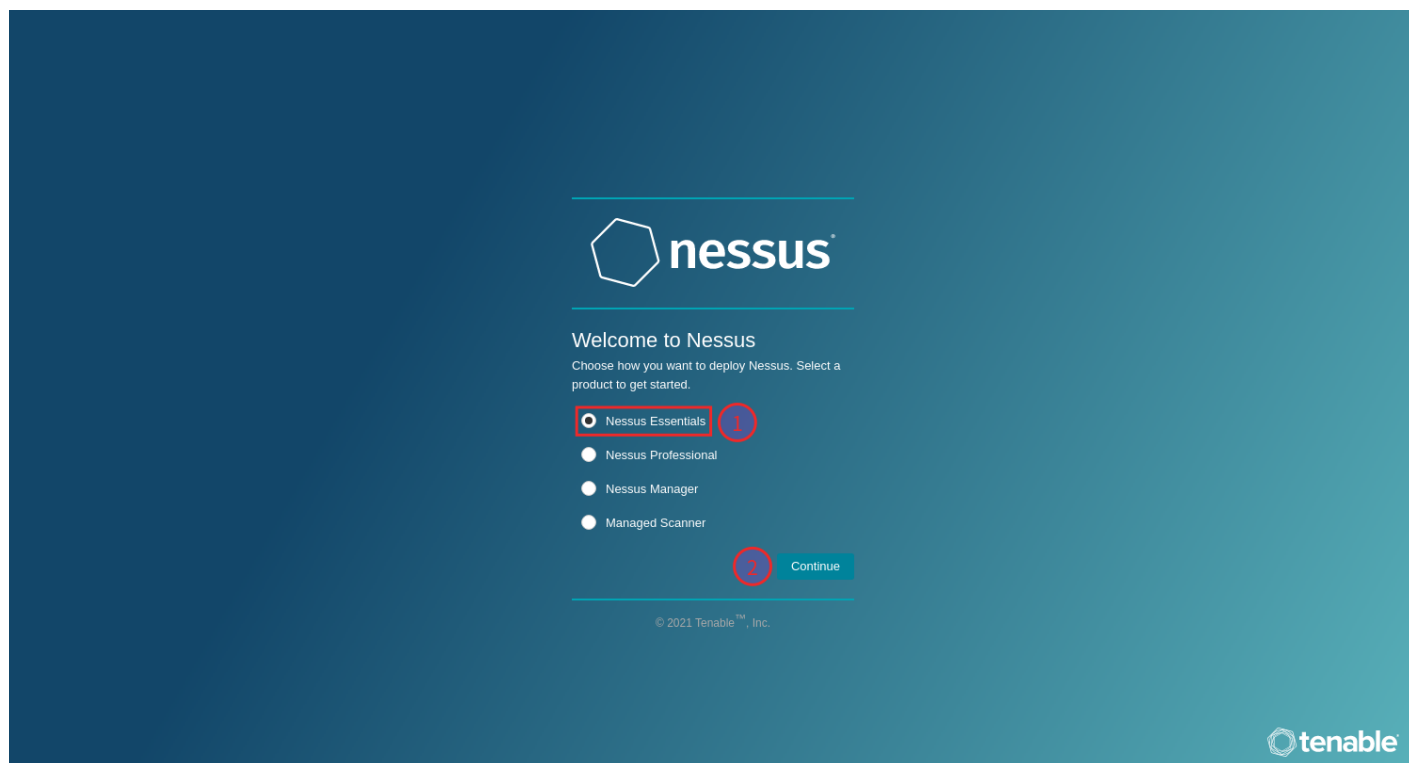 nessus®
Welcome to Nessus
Choose how you want to deploy Nessus. Select a
product to get started.
Nessus Essentials 1
Nessus Professional
Nessus Manager
Managed Scanner
2 Continue
© 2021 Tenable™, Inc.
tenable®